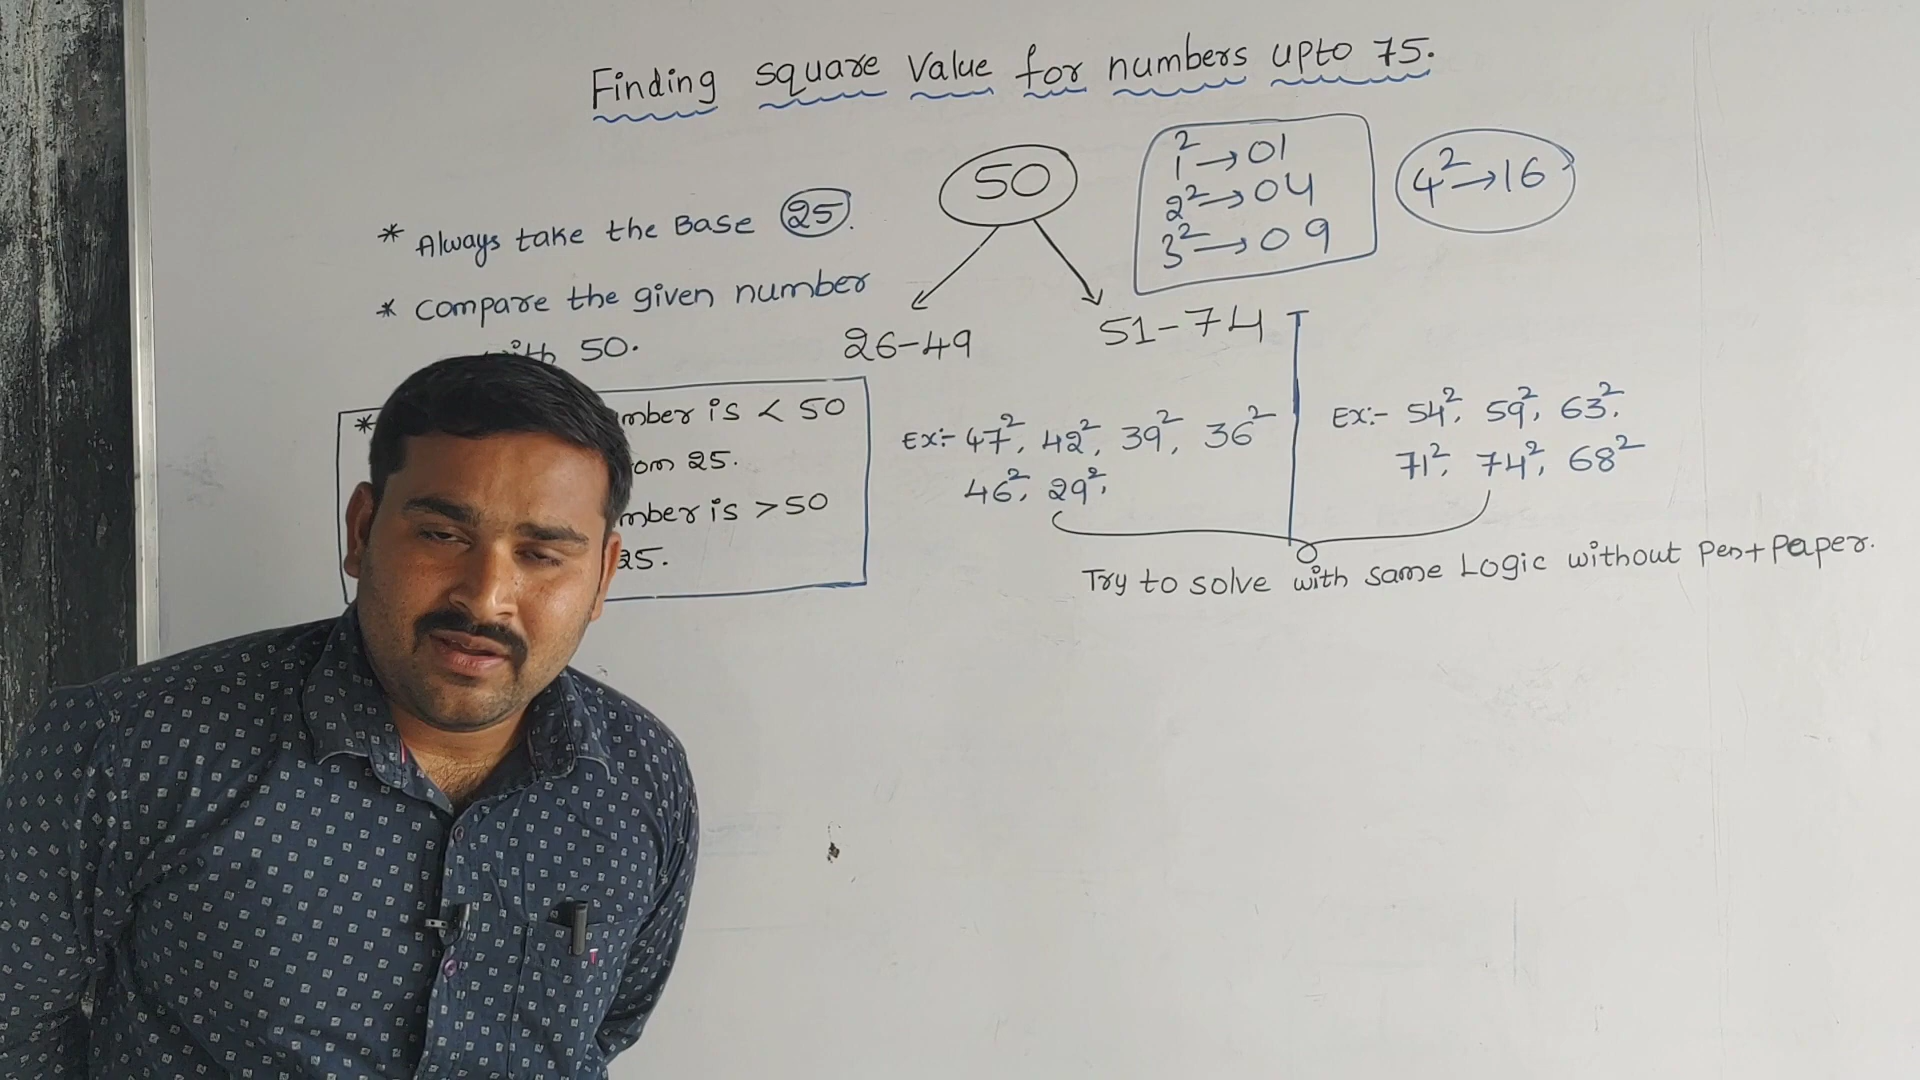 Finding square Value for numbers upto 75.
50
1² → 01
2² → 04
3² → 09
4² → 16
* Always take the Base 25.
* Compare the given number
with 50.
26-49
51-74
* mber is < 50
om 25.
mber is > 50
25.
Ex:- 47², 42², 39², 36²
46², 29²,
Ex:- 54², 59², 63²,
71², 74², 68²
Try to solve with same Logic without pen+paper.